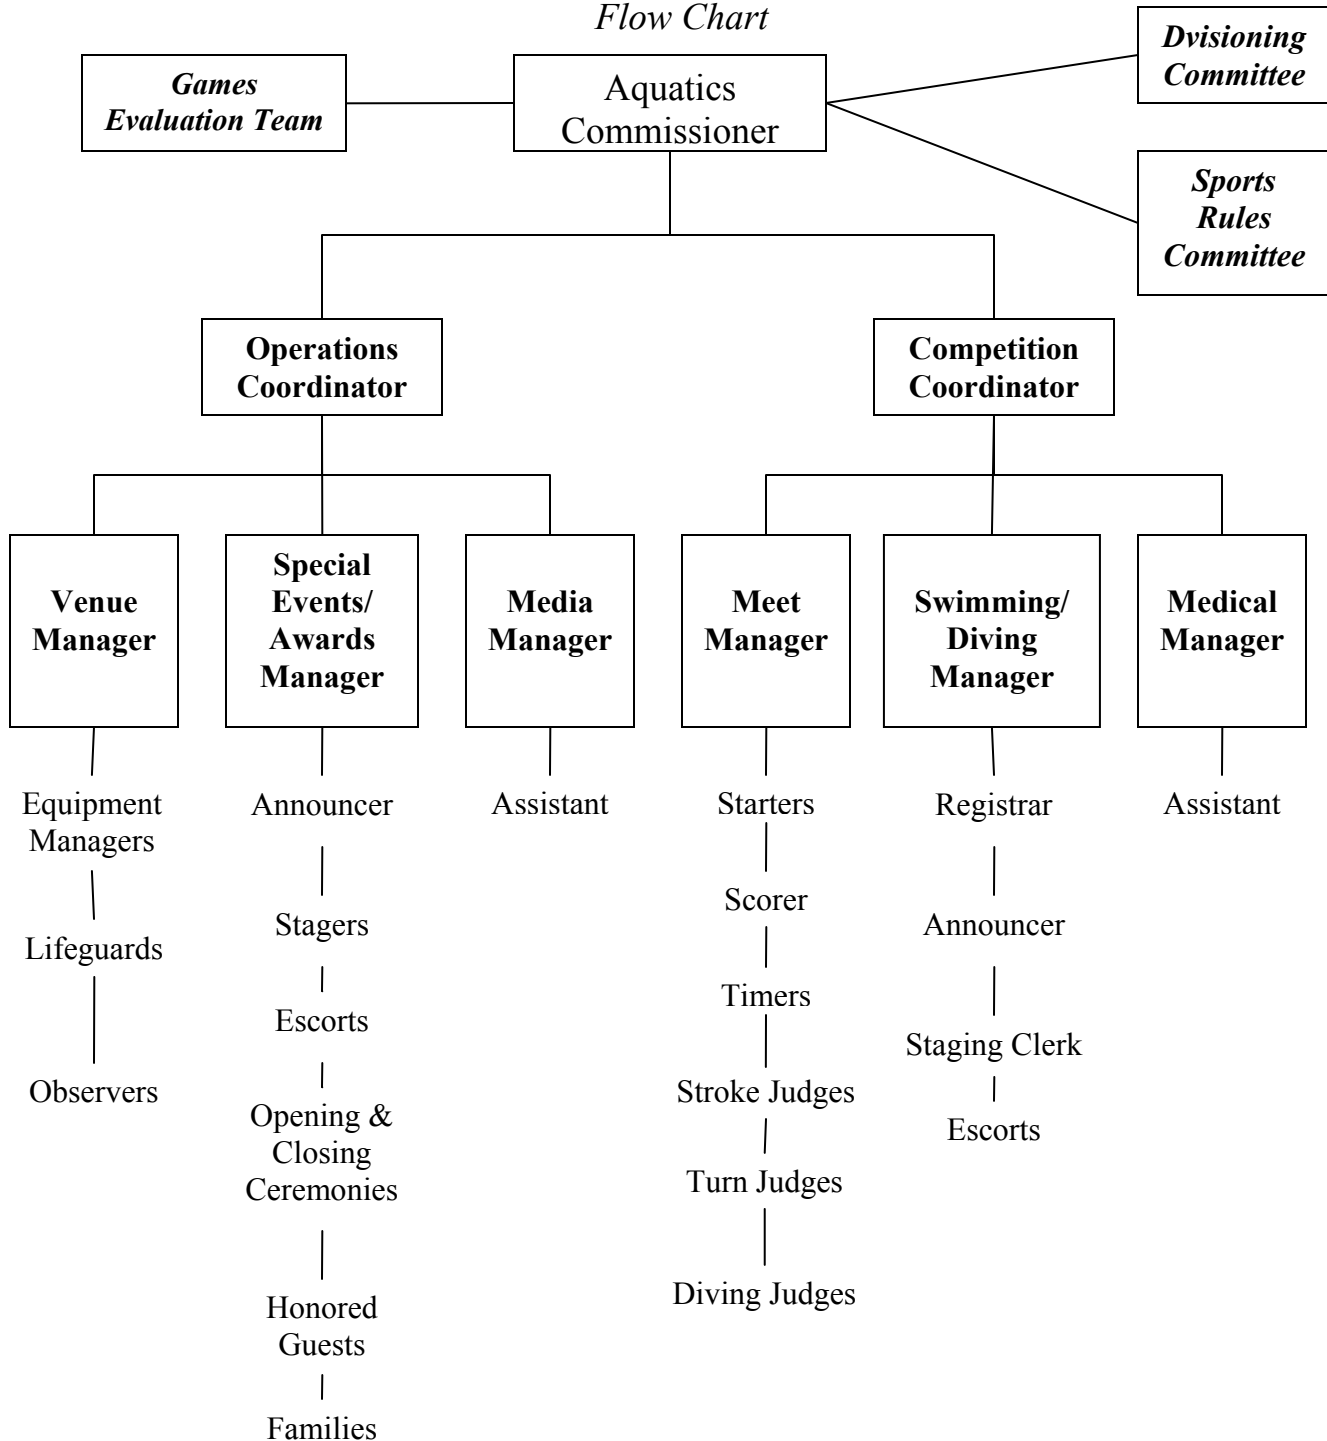 Flow Chart
Games
Evaluation Team
Aquatics
Commissioner
Dvisioning
Committee
Sports
Rules
Committee
Operations
Coordinator
Competition
Coordinator
Venue
Manager
Special
Events/
Awards
Manager
Media
Manager
Meet
Manager
Swimming/
Diving
Manager
Medical
Manager
Equipment
Managers
Lifeguards
Observers
Announcer
Stagers
Escorts
Opening &
Closing
Ceremonies
Honored
Guests
Families
Assistant
Starters
Scorer
Timers
Stroke Judges
Turn Judges
Diving Judges
Registrar
Announcer
Staging Clerk
Escorts
Assistant